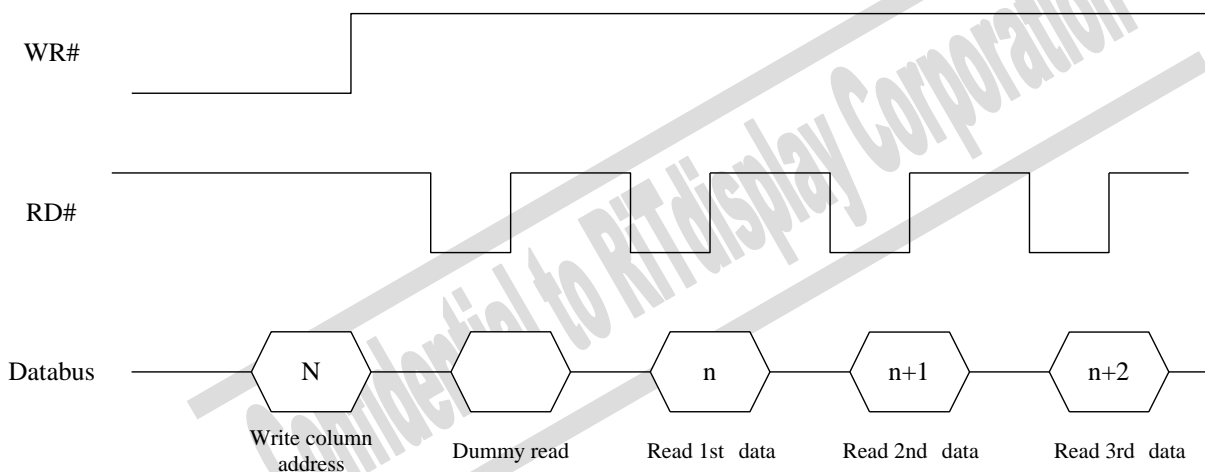 WR#
RD#
Databus
N
n
n+1
n+2
Write column
address
Dummy read
Read 1st data
Read 2nd data
Read 3rd data
Confidential to RiTdisplay Corporation